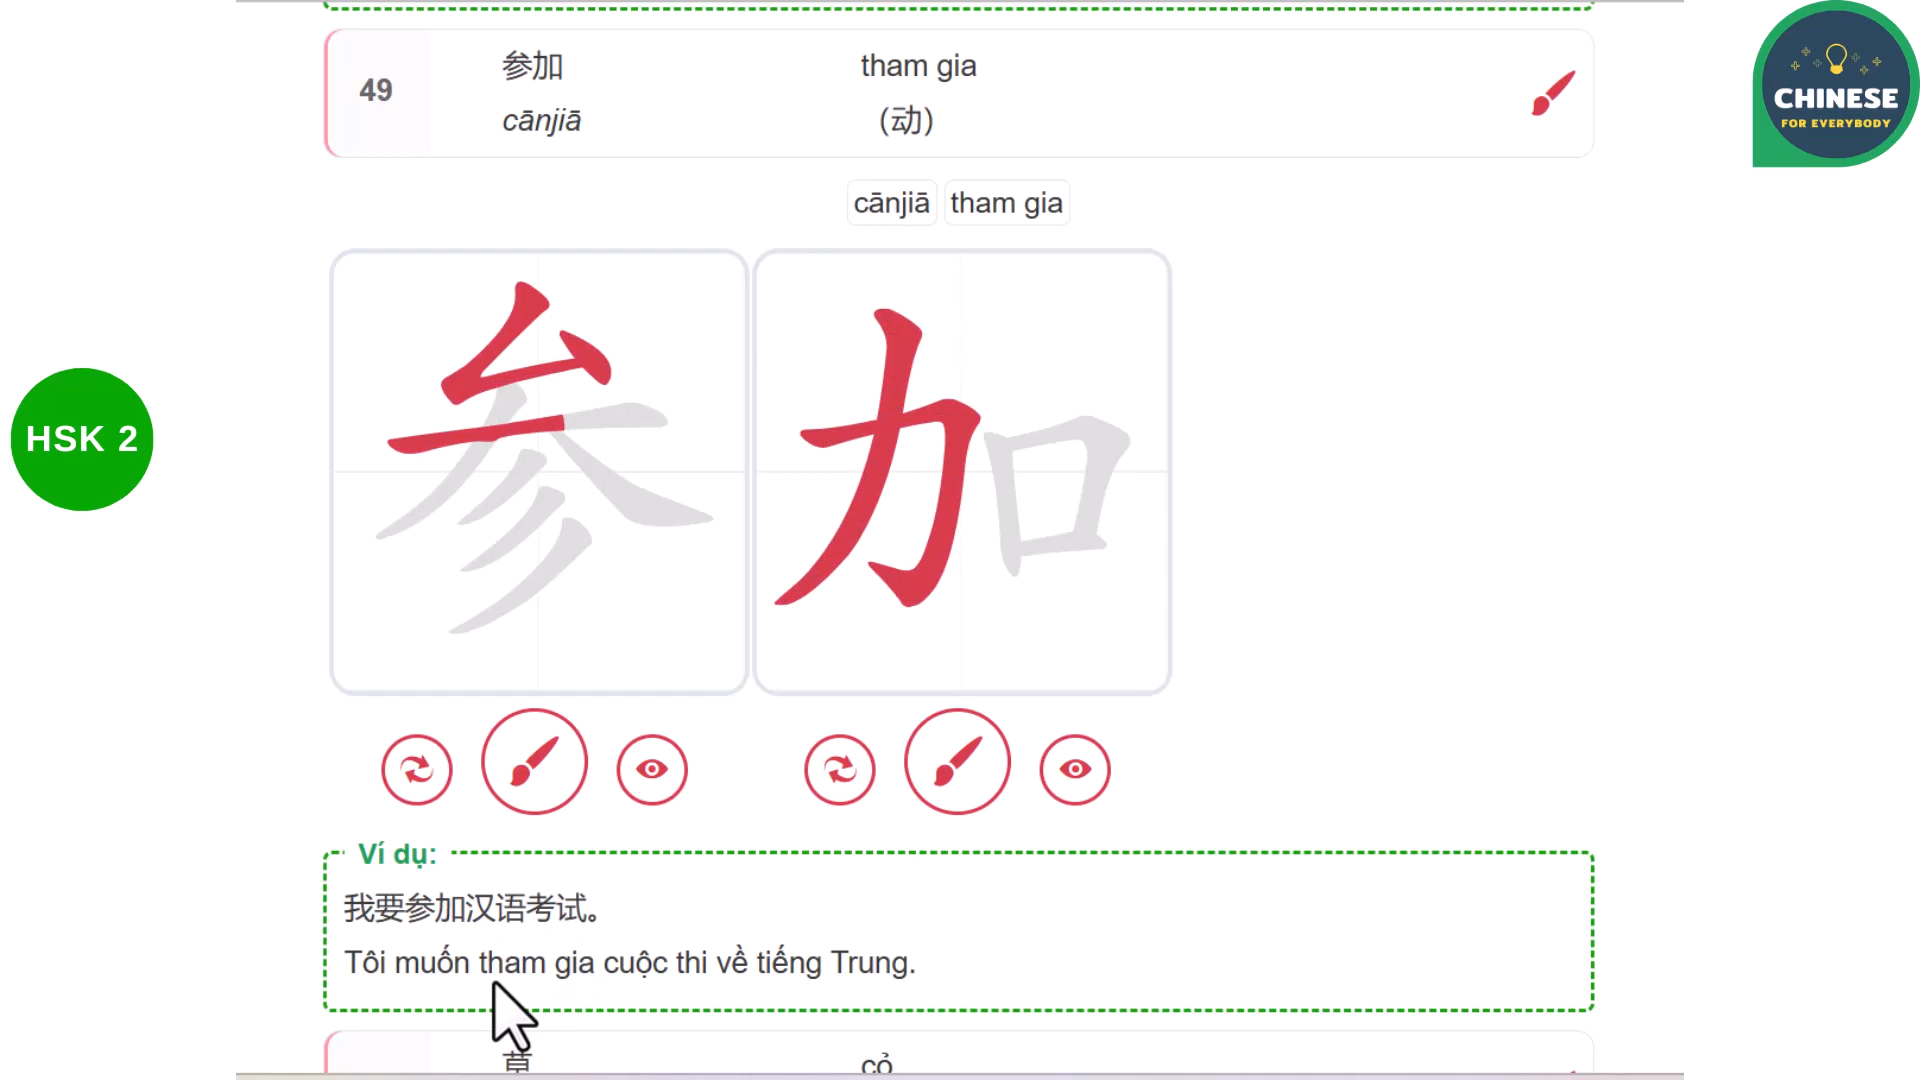 参加
tham gia
49
cānjiā
(动)
CHINESE
FOR EVERYBODY
cānjiā tham gia
参加
HSK 2
Ví dụ:
我要参加汉语考试。
Tôi muốn tham gia cuộc thi về tiếng Trung.
草
cỏ